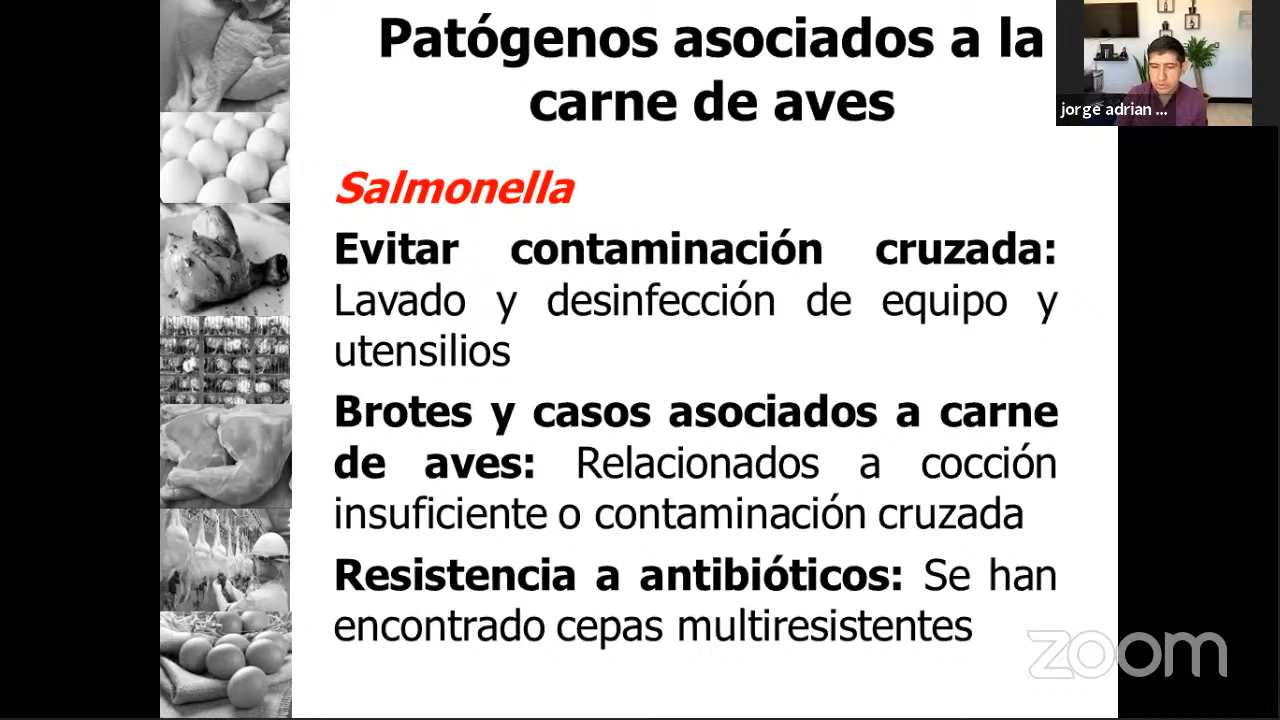 Patógenos asociados a la
carne de aves
jorge adrian ...
Salmonella
Evitar contaminación cruzada:
Lavado y desinfección de equipo y
utensilios
Brotes y casos asociados a carne
de aves: Relacionados a cocción
insuficiente o contaminación cruzada
Resistencia a antibióticos: Se han
encontrado cepas multiresistentes
zoom